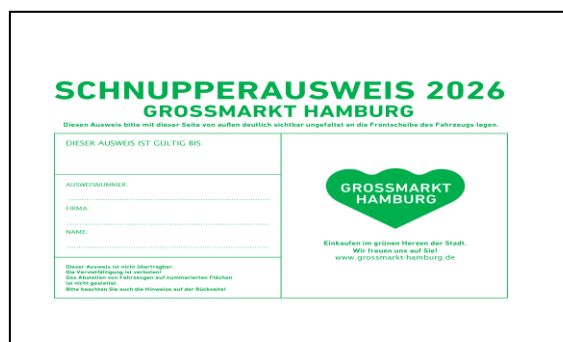 SCHNUPPERAUSWEIS 2026
GROSSMARKT HAMBURG
Diesen Ausweis bitte mit dieser Seite von außen deutlich sichtbar ungefaltet an die Frontscheibe des Fahrzeugs legen.
DIESER AUSWEIS IST GÜLTIG BIS
AUSWEISNUMMER:
FIRMA:
NAME:
Dieser Ausweis ist nicht übertragbar.
Die Vervielfältigung ist verboten!
Das Abstellen von Fahrzeugen auf nummerierten Flächen
ist nicht gestattet.
Bitte beachten Sie auch die Hinweise auf der Rückseite!
GROSSMARKT
HAMBURG
Einkaufen im grünen Herzen der Stadt.
Wir freuen uns auf Sie!
www.grossmarkt-hamburg.de